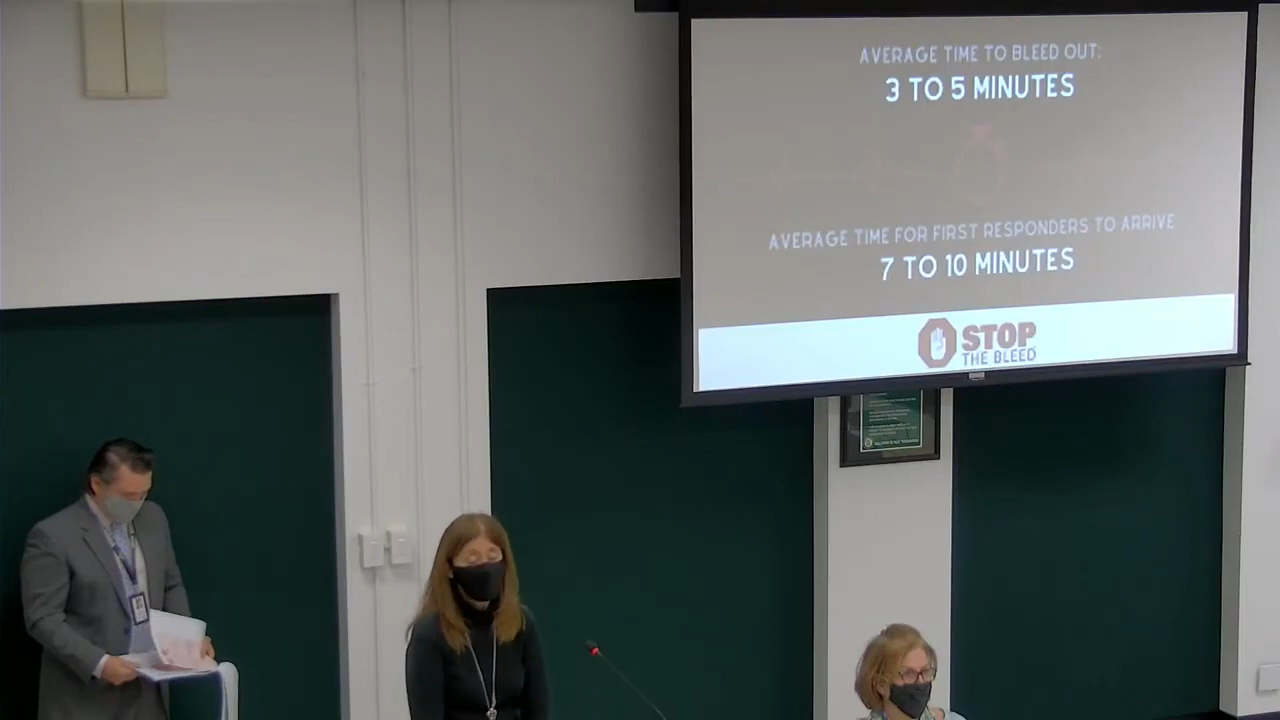 AVERAGE TIME TO BLEED OUT:
3 TO 5 MINUTES
AVERAGE TIME FOR FIRST RESPONDERS TO ARRIVE
7 TO 10 MINUTES
STOP
THE BLEED